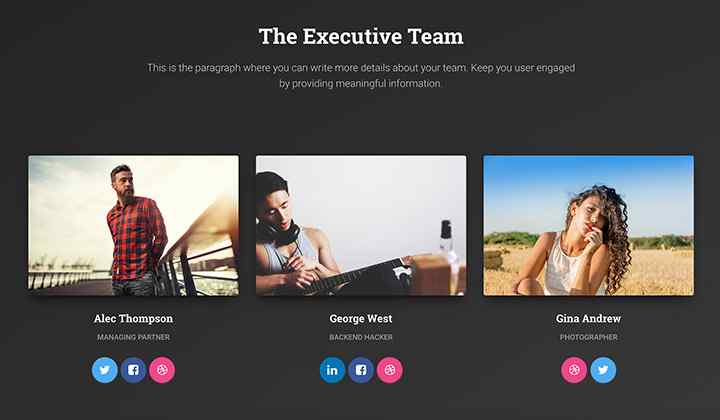 The Executive Team
This is the paragraph where you can write more details about your team. Keep you user engaged
by providing meaningful information.
Alec Thompson
George West
Gina Andrew
MANAGING PARTNER
BACKEND HACKER
PHOTOGRAPHER
in